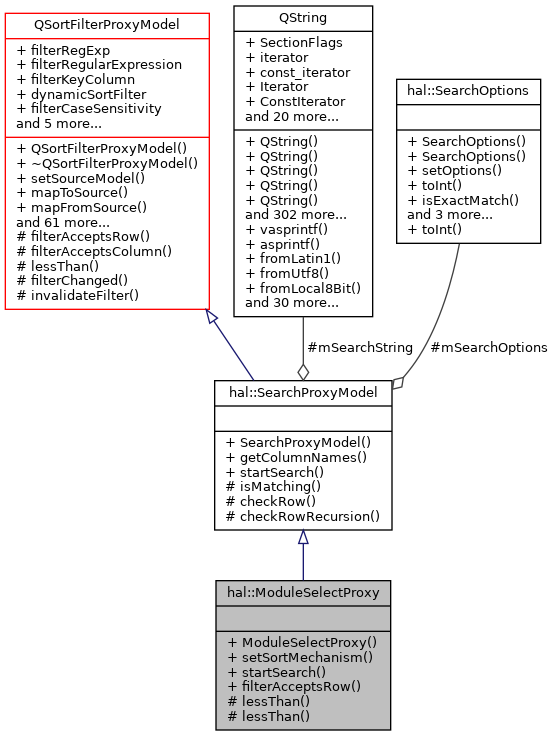 QSortFilterProxyModel
+ filterRegExp
+ filterRegularExpression
+ filterKeyColumn
+ dynamicSortFilter
+ filterCaseSensitivity
and 5 more...
+ QSortFilterProxyModel()
+ ~QSortFilterProxyModel()
+ setSourceModel()
+ mapToSource()
+ mapFromSource()
and 61 more...
# filterAcceptsRow()
# filterAcceptsColumn()
# lessThan()
# filterChanged()
# invalidateFilter()
QString
+ SectionFlags
+ iterator
+ const_iterator
+ Iterator
+ ConstIterator
and 20 more...
+ QString()
+ QString()
+ QString()
+ QString()
+ QString()
and 302 more...
+ vasprintf()
+ asprintf()
+ fromLatin1()
+ fromUtf8()
+ fromLocal8Bit()
and 30 more...
hal::SearchOptions
+ SearchOptions()
+ SearchOptions()
+ setOptions()
+ toInt()
+ isExactMatch()
and 3 more...
+ toInt()
#mSearchString
#mSearchOptions
hal::SearchProxyModel
+ SearchProxyModel()
+ getColumnNames()
+ startSearch()
# isMatching()
# checkRow()
# checkRowRecursion()
hal::ModuleSelectProxy
+ ModuleSelectProxy()
+ setSortMechanism()
+ startSearch()
+ filterAcceptsRow()
# lessThan()
# lessThan()